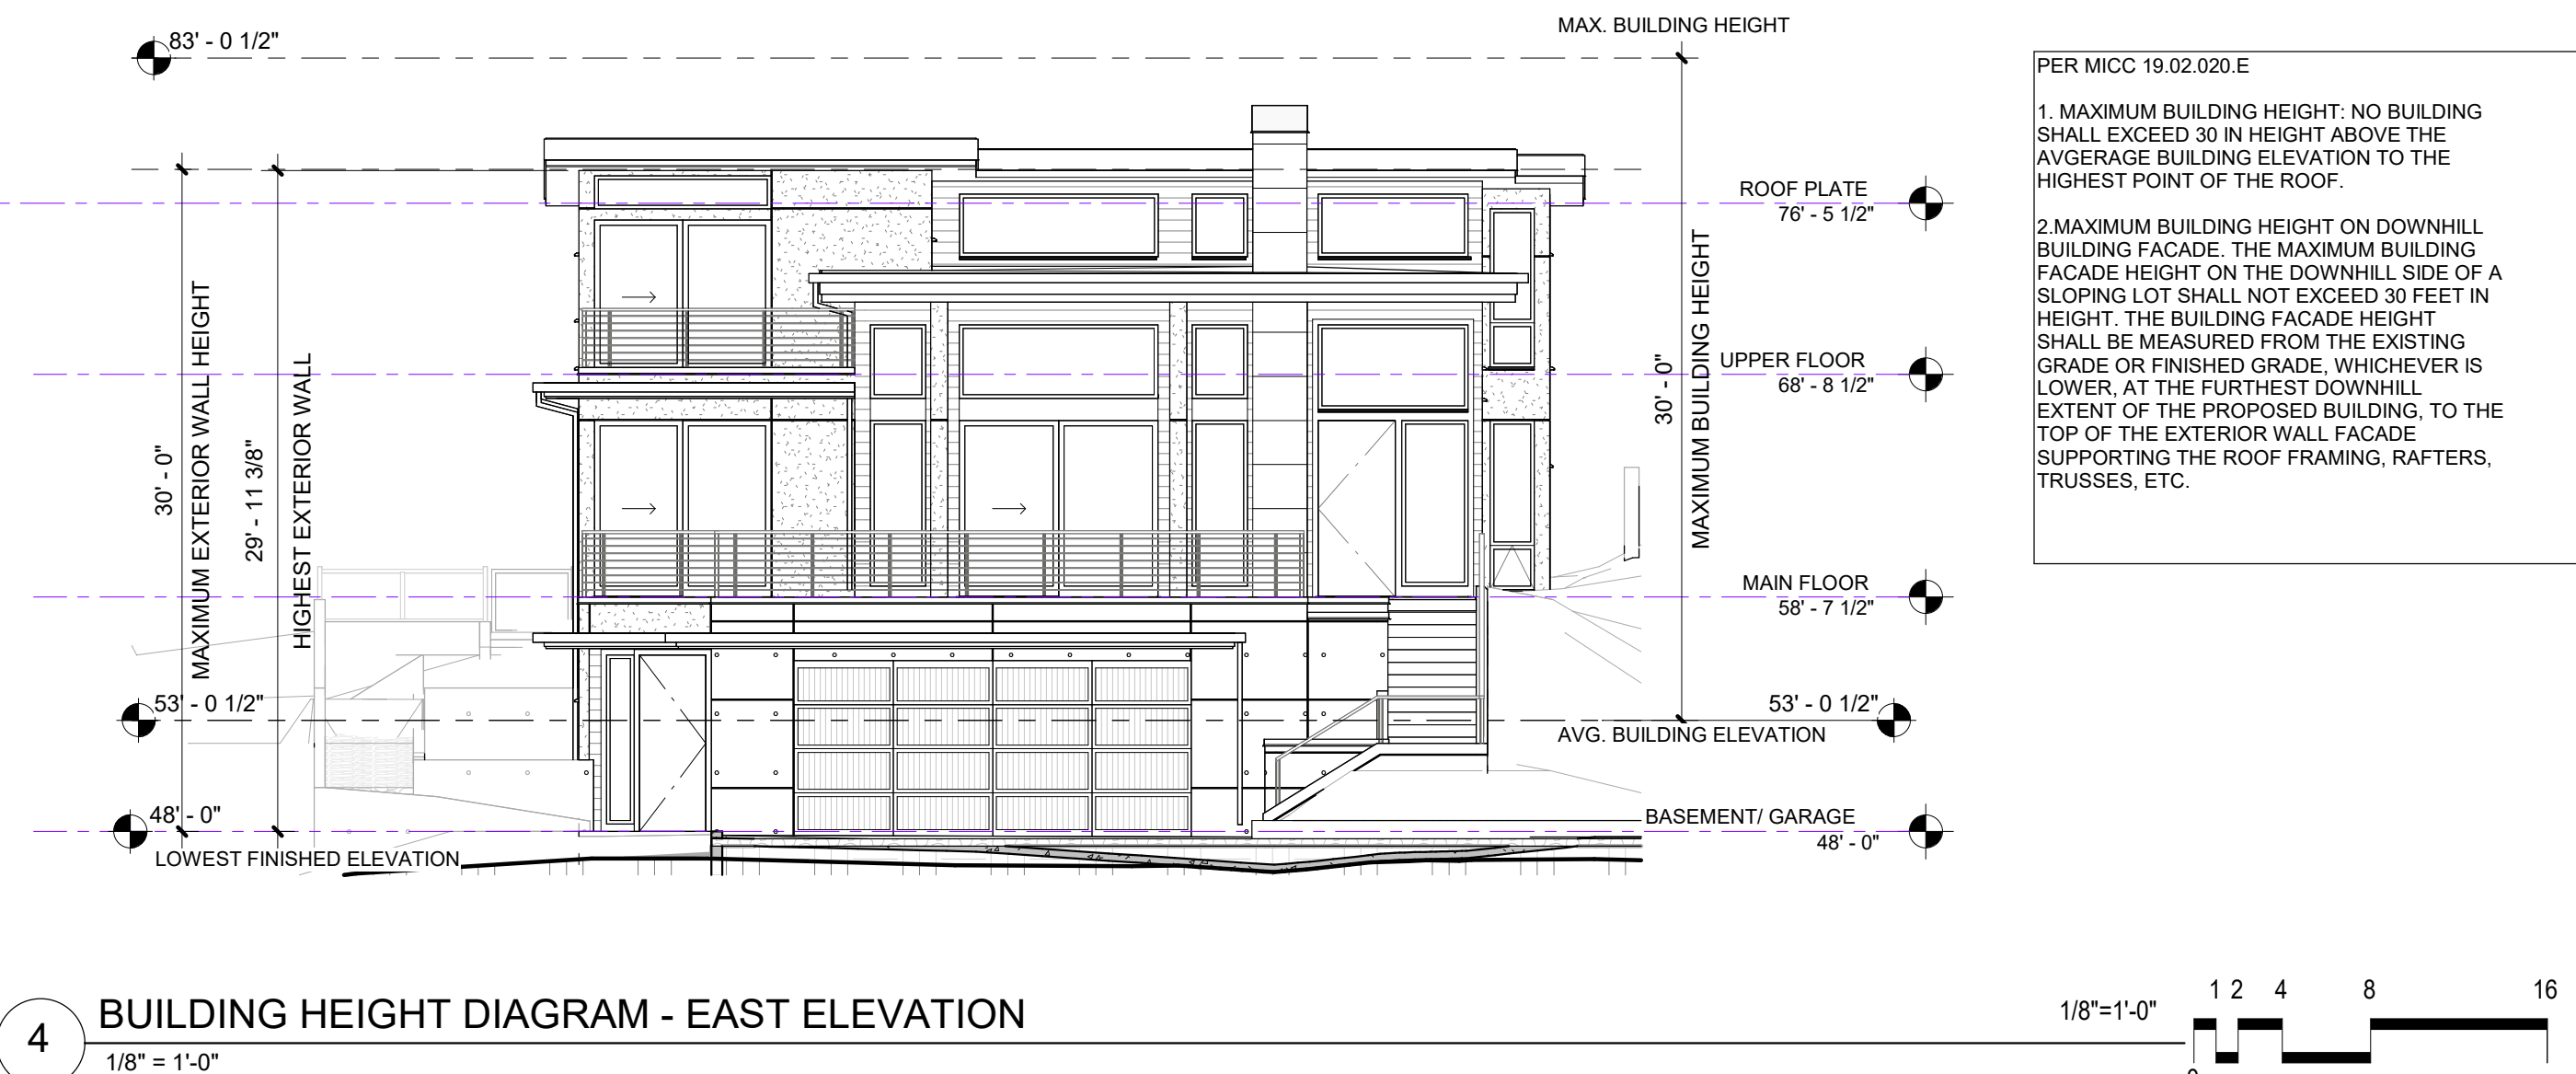 83' - 0 1/2"
MAX. BUILDING HEIGHT
30' - 0"
MAXIMUM EXTERIOR WALL HEIGHT
29' - 11 3/8"
HIGHEST EXTERIOR WALL
30' - 0"
MAXIMUM BUILDING HEIGHT
ROOF PLATE
76' - 5 1/2"
UPPER FLOOR
68' - 8 1/2"
MAIN FLOOR
58' - 7 1/2"
53' - 0 1/2"
53' - 0 1/2"
AVG. BUILDING ELEVATION
48' - 0"
LOWEST FINISHED ELEVATION
BASEMENT/ GARAGE
48' - 0"
PER MICC 19.02.020.E
1. MAXIMUM BUILDING HEIGHT: NO BUILDING
SHALL EXCEED 30 IN HEIGHT ABOVE THE
AVGERAGE BUILDING ELEVATION TO THE
HIGHEST POINT OF THE ROOF.
2.MAXIMUM BUILDING HEIGHT ON DOWNHILL
BUILDING FACADE. THE MAXIMUM BUILDING
FACADE HEIGHT ON THE DOWNHILL SIDE OF A
SLOPING LOT SHALL NOT EXCEED 30 FEET IN
HEIGHT. THE BUILDING FACADE HEIGHT
SHALL BE MEASURED FROM THE EXISTING
GRADE OR FINISHED GRADE, WHICHEVER IS
LOWER, AT THE FURTHEST DOWNHILL
EXTENT OF THE PROPOSED BUILDING, TO THE
TOP OF THE EXTERIOR WALL FACADE
SUPPORTING THE ROOF FRAMING, RAFTERS,
TRUSSES, ETC.
4
BUILDING HEIGHT DIAGRAM - EAST ELEVATION
1/8" = 1'-0"
1/8"=1'-0"
1 2 4 8 16